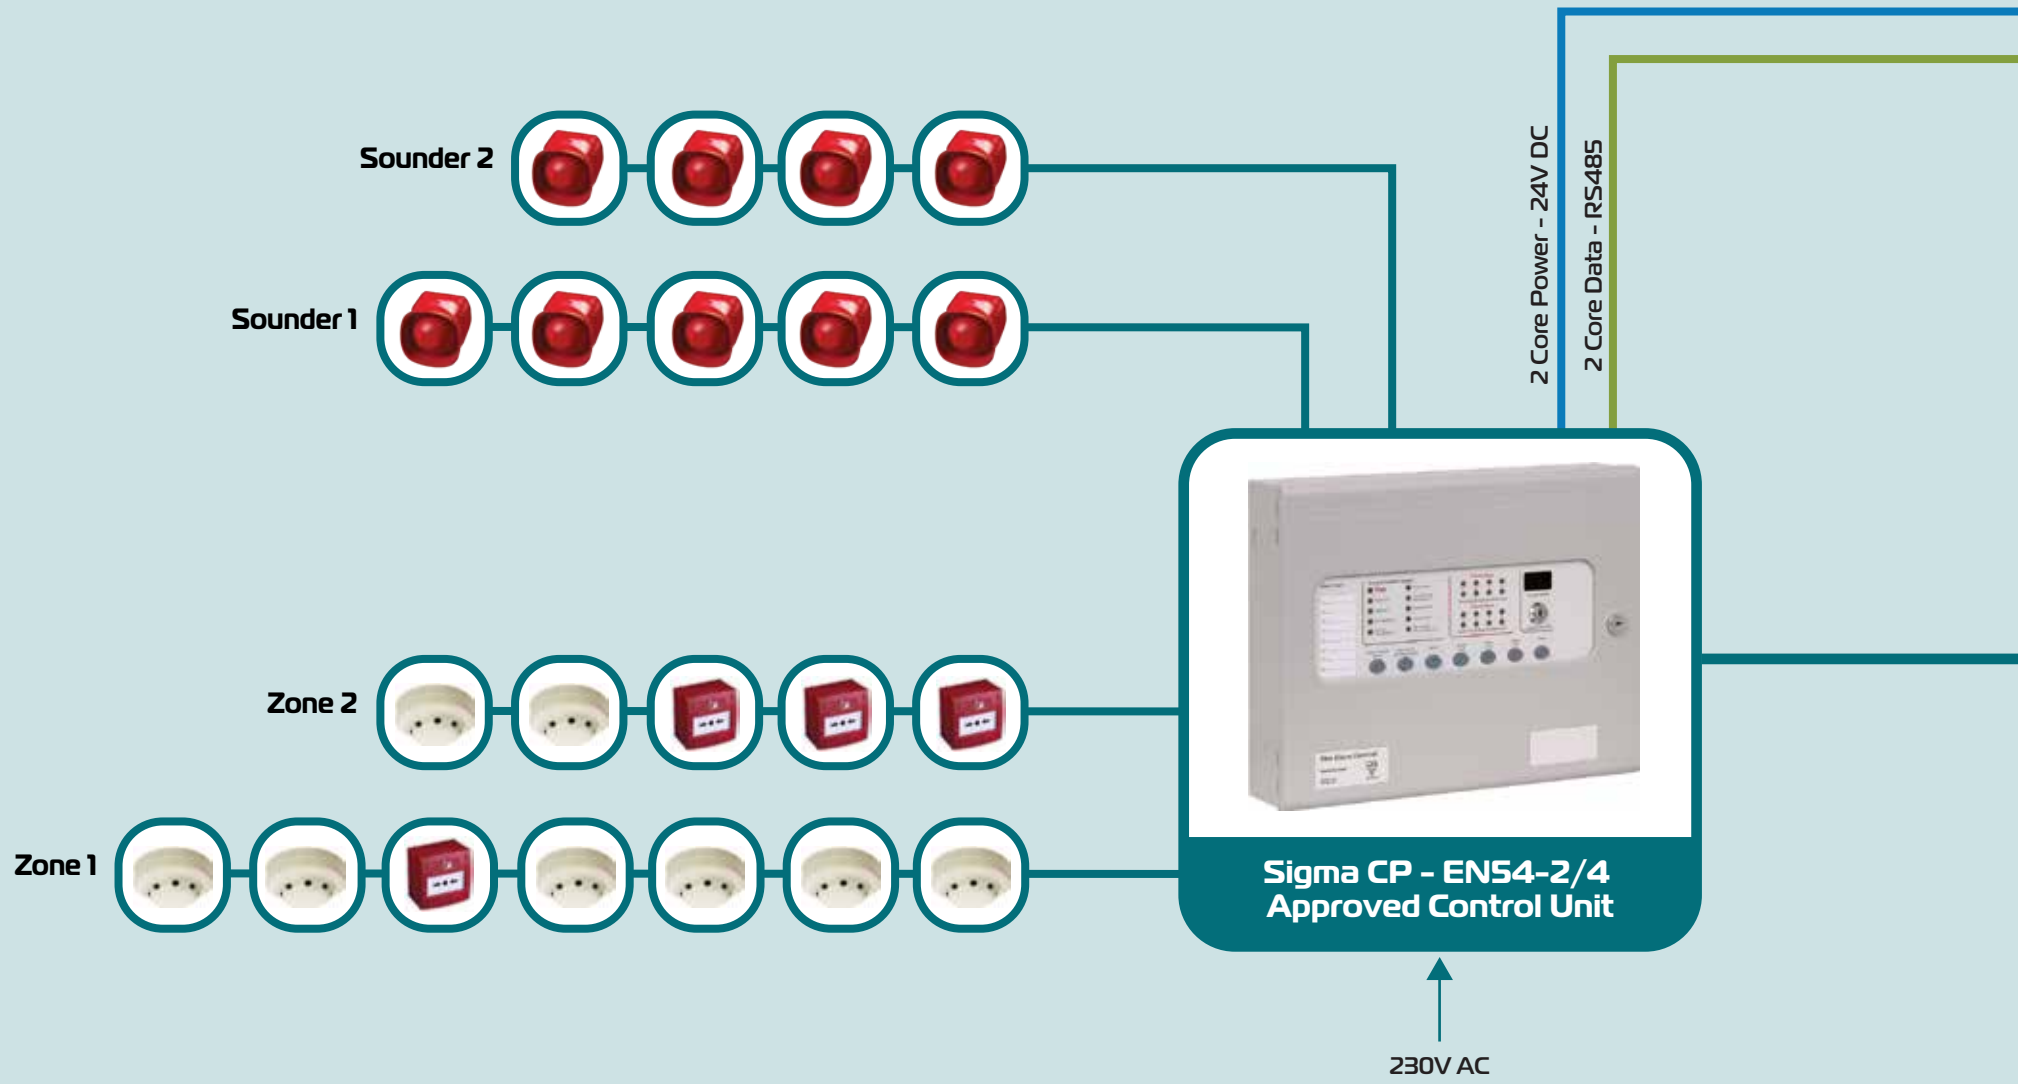 2 Core Power - 24V DC
2 Core Data - RS485
Sounder 2
Sounder 1
Zone 2
Zone 1
Sigma CP - EN54-2/4
Approved Control Unit
230V AC